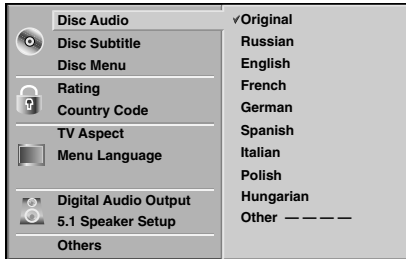 Disc Audio
Disc Subtitle
Disc Menu
Rating
Country Code
TV Aspect
Menu Language
Digital Audio Output
5.1 Speaker Setup
Others
✓Original
Russian
English
French
German
Spanish
Italian
Polish
Hungarian
Other — — — —